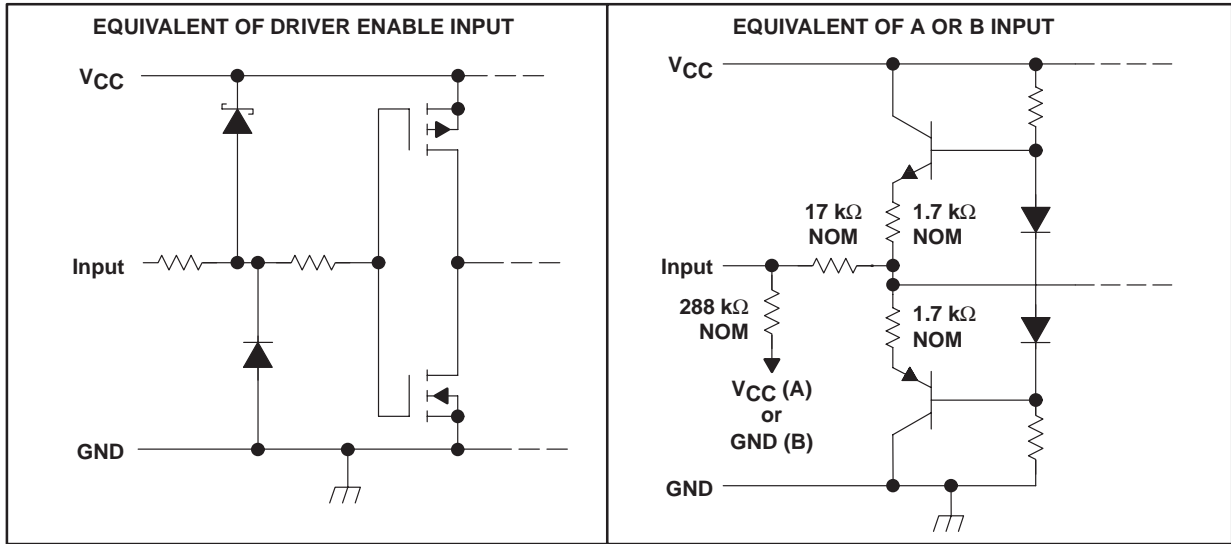 EQUIVALENT OF DRIVER ENABLE INPUT
VCC
Input
GND
EQUIVALENT OF A OR B INPUT
VCC
17 kΩ
NOM
1.7 kΩ
NOM
Input
288 kΩ
NOM
1.7 kΩ
NOM
VCC (A)
or
GND (B)
GND